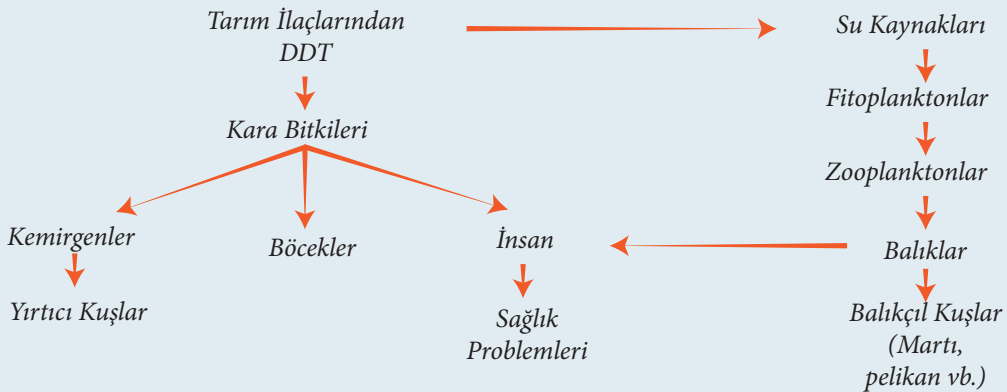 Tarım İlaçlarından
DDT
Su Kaynakları
Fitoplanktonlar
Kara Bitkileri
Zooplanktonlar
Kemirgenler
Böcekler
İnsan
Balıklar
Yırtıcı Kuşlar
Sağlık
Problemleri
Balıkçıl Kuşlar
(Martı,
pelikan vb.)